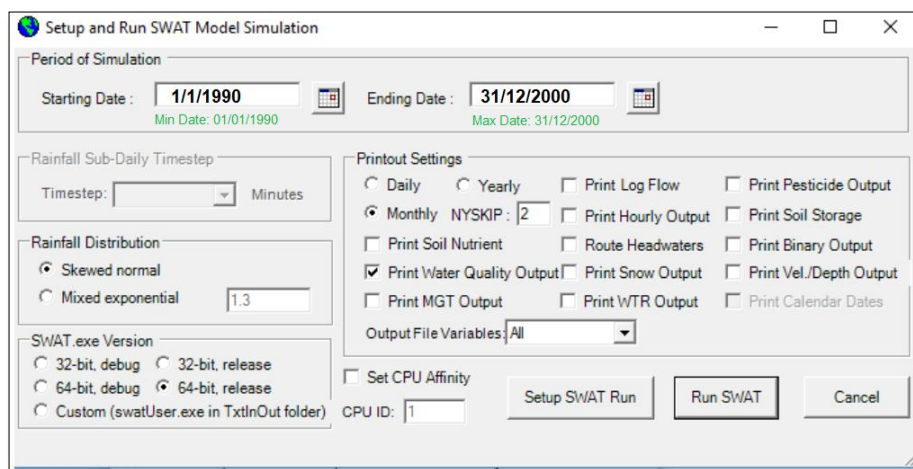 Setup and Run SWAT Model Simulation
Period of Simulation
Starting Date : 1/1/1990 Ending Date : 31/12/2000
Min Date: 01/01/1990 Max Date: 31/12/2000
Rainfall Sub-Daily Timestep
Timestep: Minutes
Rainfall Distribution
Skewed normal
Mixed exponential 1.3
SWAT.exe Version
32-bit, debug 32-bit, release
64-bit, debug 64-bit, release
Custom (swatUser.exe in TxtInOut folder)
Printout Settings
Daily Yearly Print Log Flow Print Pesticide Output
Monthly NYSKIP : 2 Print Hourly Output Print Soil Storage
Print Soil Nutrient Route Headwaters Print Binary Output
Print Water Quality Output Print Snow Output Print Vel./Depth Output
Print MGT Output Print WTR Output Print Calendar Dates
Output File Variables: All
Set CPU Affinity
CPU ID: 1
Setup SWAT Run Run SWAT Cancel